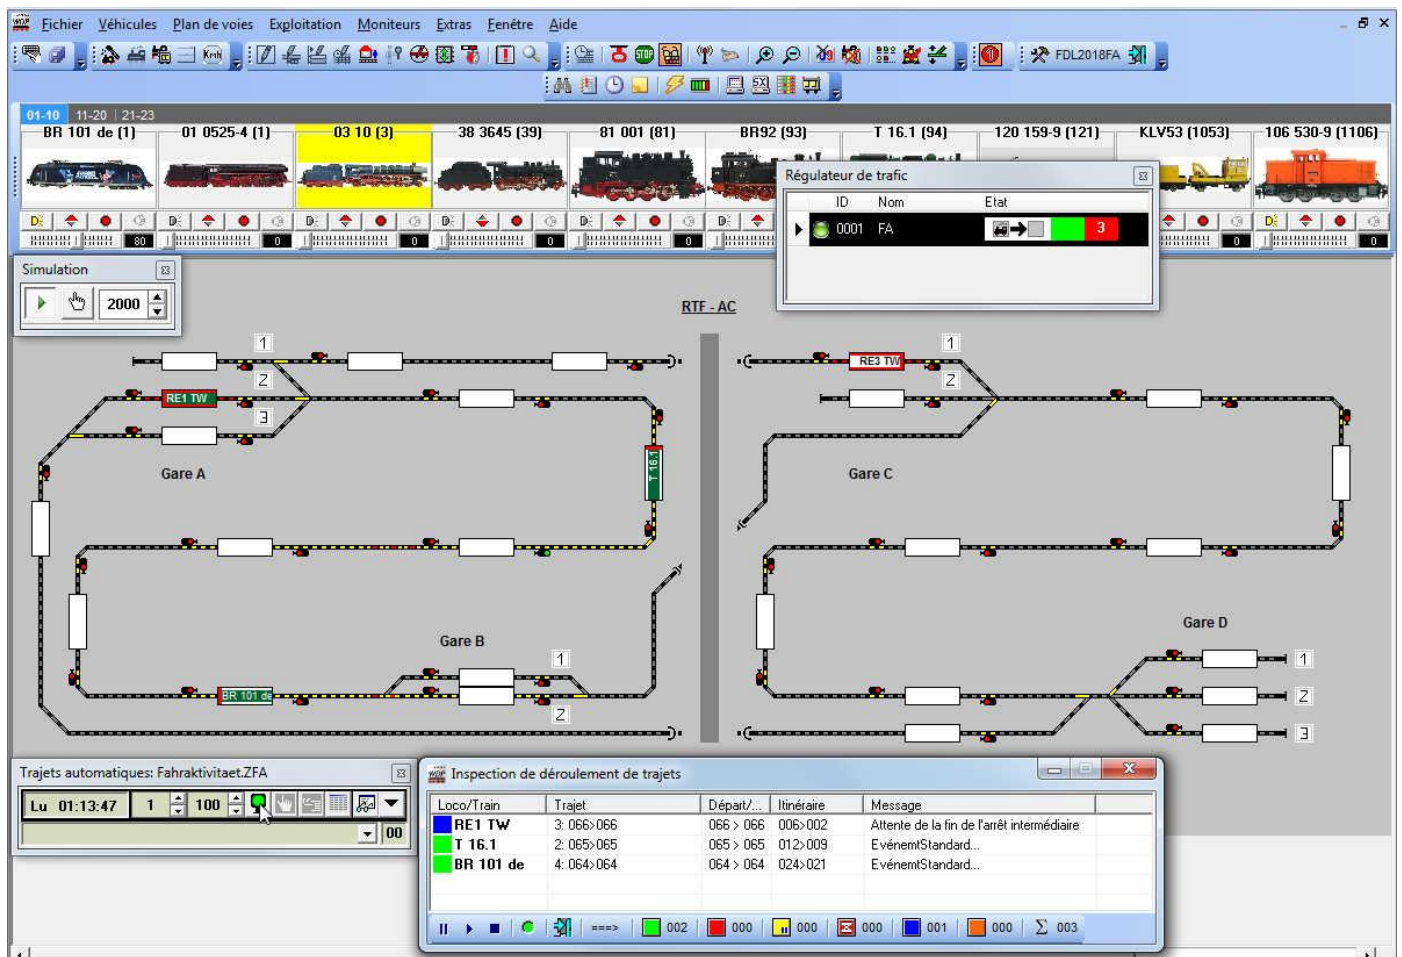 Fichier Véhicules Plan de voies Exploitation Moniteurs Extras Fenêtre Aide
Kmh STOP FDL2018FA
SX
01-10 11-20 21-23
BR 101 de (1) 01 0525-4 (1) 03 10 (3) 38 3645 (39) 81 001 (81) BR92 (93) T 16.1 (94) 120 159-9 (121) KLV53 (1053) 106 530-9 (1106)
80 0 0 0 0 0 0
Régulateur de trafic
ID Nom Etat
0001 FA 3
Simulation
2000
RTF - AC
1
2
3
RE1 TW
Gare A
T 16.1
Gare B
1
2
BR 101 de
1
2
RE3 TW
Gare C
Gare D
1
2
3
Trajets automatiques: Fahraktivitaet.ZFA
Lu 01:13:47 1 100
00
Inspection de déroulement de trajets
Loco/Train Trajet Départ/... Itinéraire Message
RE1 TW 3: 066>066 066 > 066 006>002 Attente de la fin de l'arrêt intermédiaire
T 16.1 2: 065>065 065 > 065 012>009 EvénemtStandard...
BR 101 de 4: 064>064 064 > 064 024>021 EvénemtStandard...
===> 002 000 000 000 001 000 Σ 003